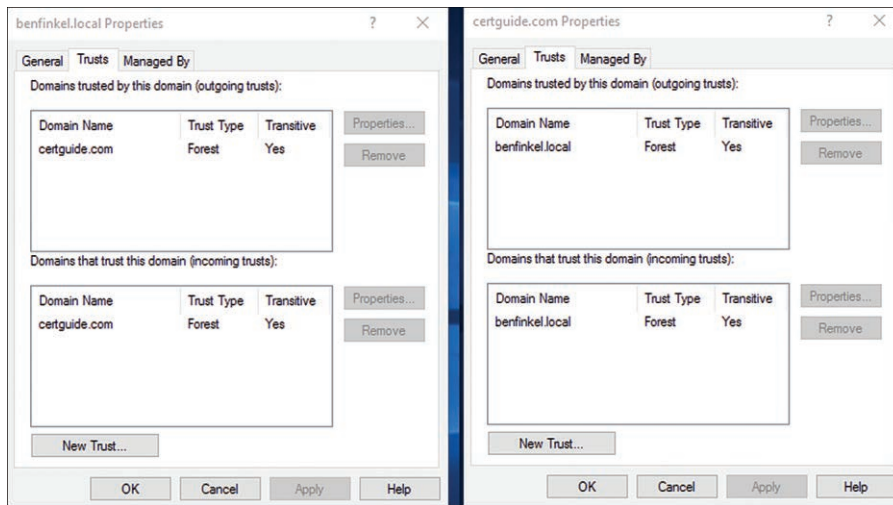 benfinkel.local Properties ? ×
General Trusts Managed By
Domains trusted by this domain (outgoing trusts):
Domain Name Trust Type Transitive
certguide.com Forest Yes
Properties...
Remove
Domains that trust this domain (incoming trusts):
Domain Name Trust Type Transitive
certguide.com Forest Yes
Properties...
Remove
New Trust...
OK Cancel Apply Help
certguide.com Properties ? ×
General Trusts Managed By
Domains trusted by this domain (outgoing trusts):
Domain Name Trust Type Transitive
benfinkel.local Forest Yes
Properties...
Remove
Domains that trust this domain (incoming trusts):
Domain Name Trust Type Transitive
benfinkel.local Forest Yes
Properties...
Remove
New Trust...
OK Cancel Apply Help